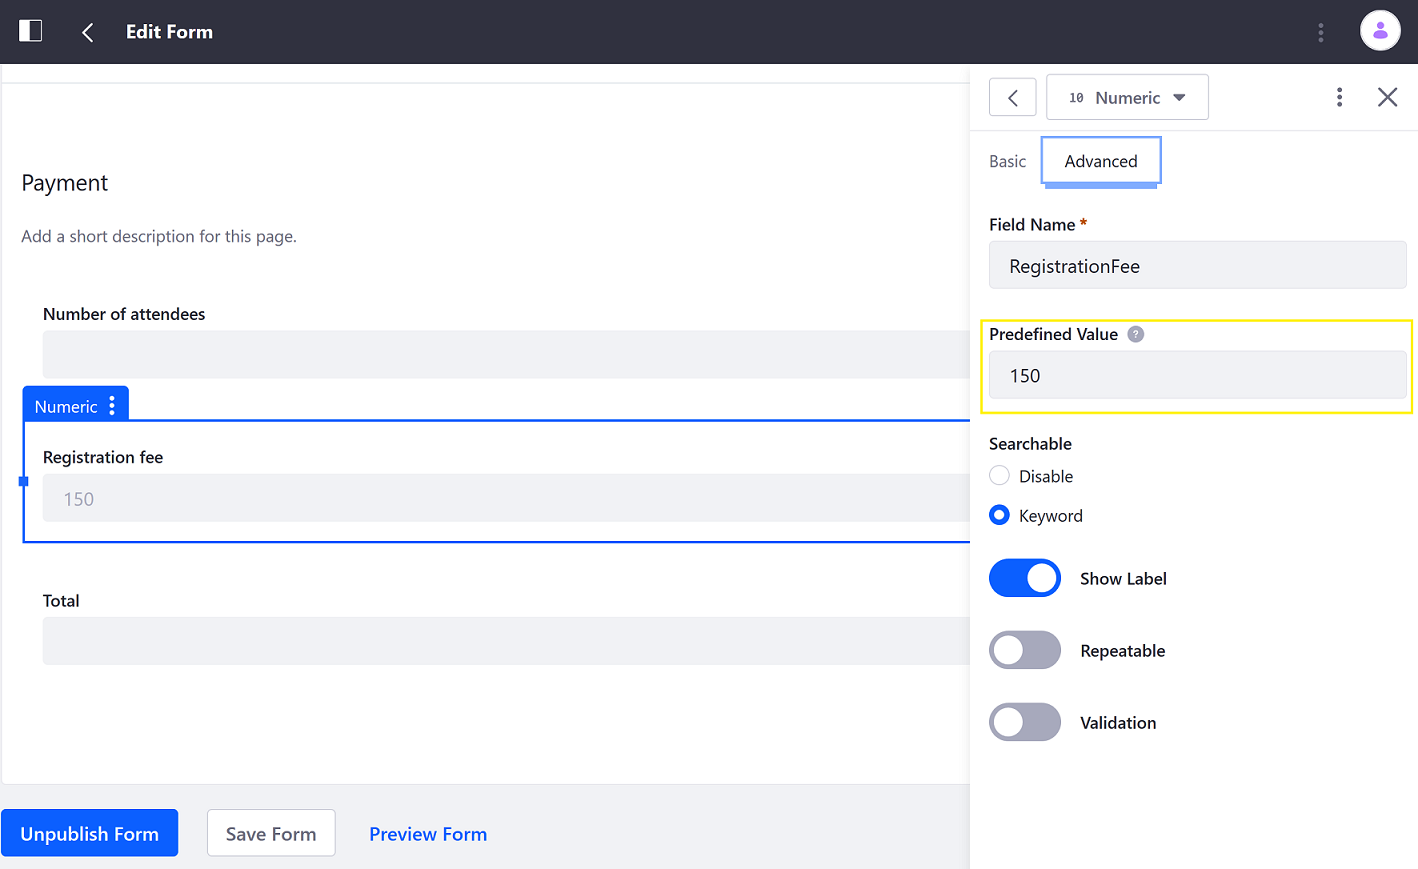 Edit Form
10 Numeric
Basic
Advanced
Payment
Add a short description for this page.
Field Name *
RegistrationFee
Number of attendees
Predefined Value ?
150
Numeric
Registration fee
150
Searchable
Disable
Keyword
Show Label
Total
Repeatable
Validation
Unpublish Form
Save Form
Preview Form